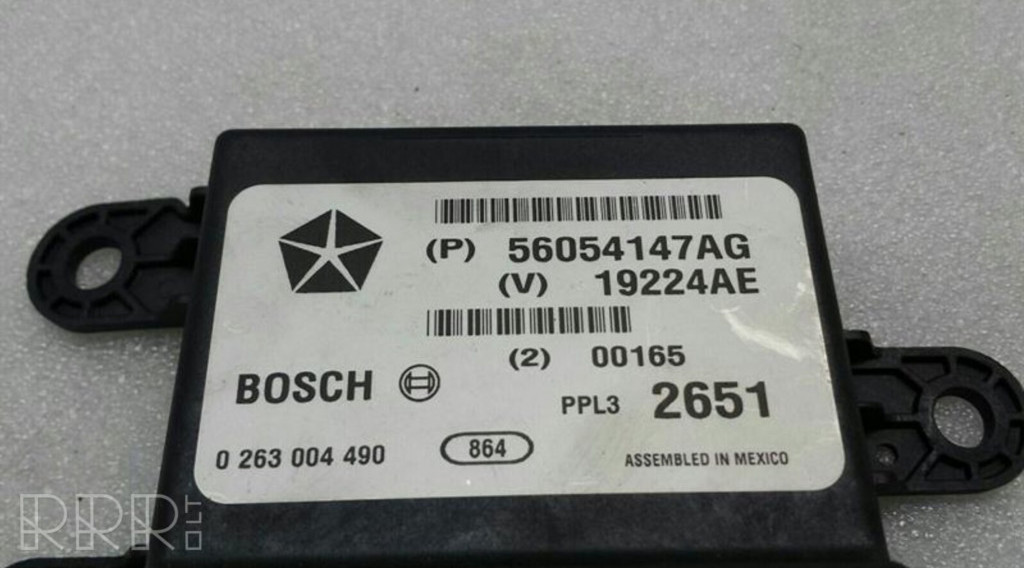 (P) 56054147AG
(V) 19224AE
(2) 00165
BOSCH
PPL3 2651
0 263 004 490
864
ASSEMBLED IN MEXICO
RRR.LT